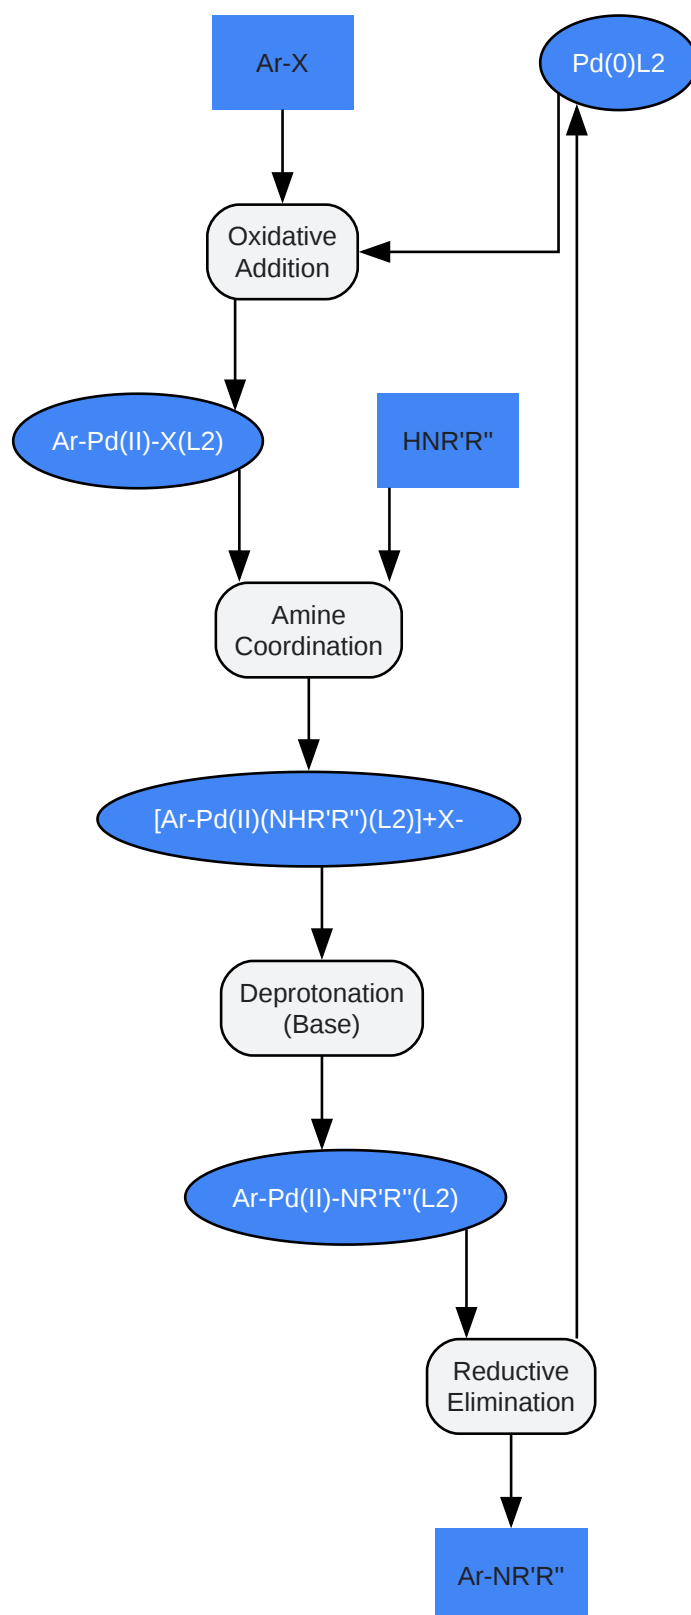 Ar-X
Pd(0)L2
Oxidative
Addition
Ar-Pd(II)-X(L2)
HNR'R''
Amine
Coordination
[Ar-Pd(II)(NHR'R'')(L2)]+X-
Deprotonation
(Base)
Ar-Pd(II)-NR'R''(L2)
Reductive
Elimination
Ar-NR'R''